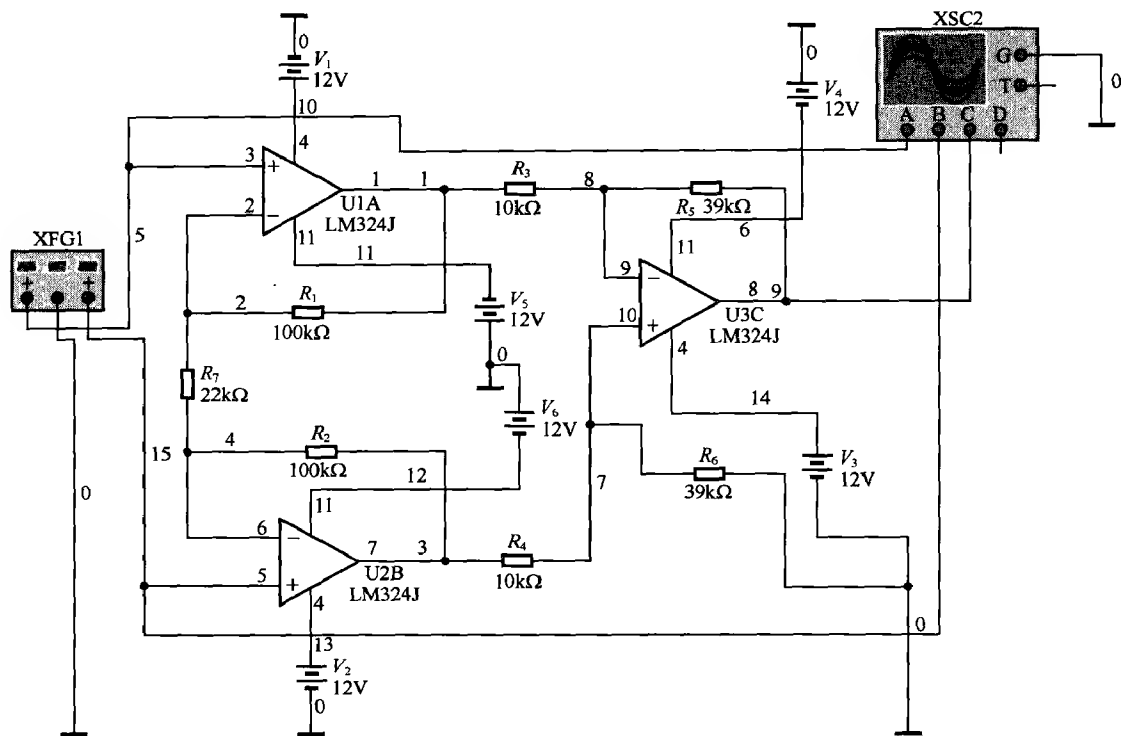 XSC2
G
T
A B C D
0
0
V₁
12V
10
4
3
+
2
−
1
1
U1A
LM324J
11
11
5
XFG1
+ +
2
R₁
100kΩ
R₃
10kΩ
8
R₅ 39kΩ
0
V₄
12V
6
11
9
−
10
+
8 9
U3C
LM324J
4
V₅
12V
0
V₆
12V
14
R₇
22kΩ
15
4
R₂
100kΩ
12
11
7
R₆
39kΩ
V₃
12V
0
6
−
5
+
7
3
U2B
LM324J
4
R₄
10kΩ
13
V₂
12V
0
0